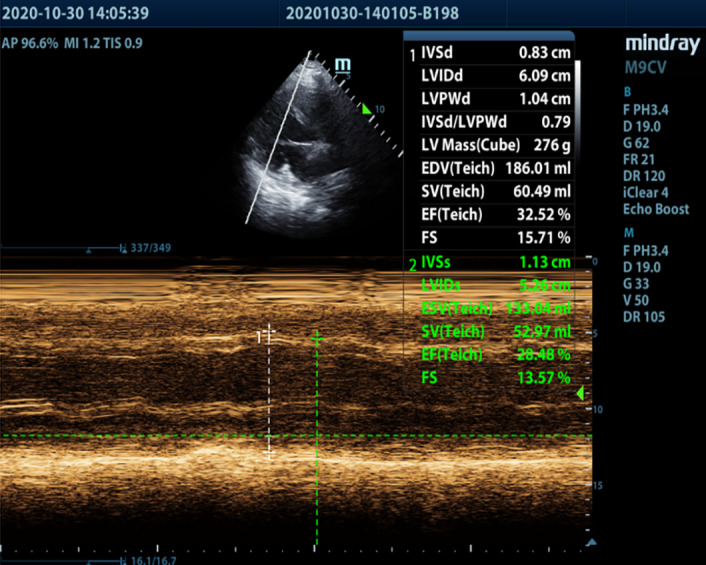 2020-10-30 14:05:39 20201030-140105-B198
AP 96.6% MI 1.2 TIS 0.9
m
5
10
mindray
M9CV
1 IVSd 0.83 cm
LVIDd 6.09 cm
LVPWd 1.04 cm
IVSd/LVPWd 0.79
LV Mass(Cube) 276 g
EDV(Teich) 186.01 ml
SV(Teich) 60.49 ml
EF(Teich) 32.52 %
FS 15.71 %
2 IVSs 1.13 cm
LVIDs 5.26 cm
ESV(Teich) 133.04 ml
SV(Teich) 52.97 ml
EF(Teich) 28.48 %
FS 13.57 %
B
F PH3.4
D 19.0
G 62
FR 21
DR 120
iClear 4
Echo Boost
M
F PH3.4
D 19.0
G 33
V 50
DR 105
337/349
0
5
10
15
1
16.1/16.7